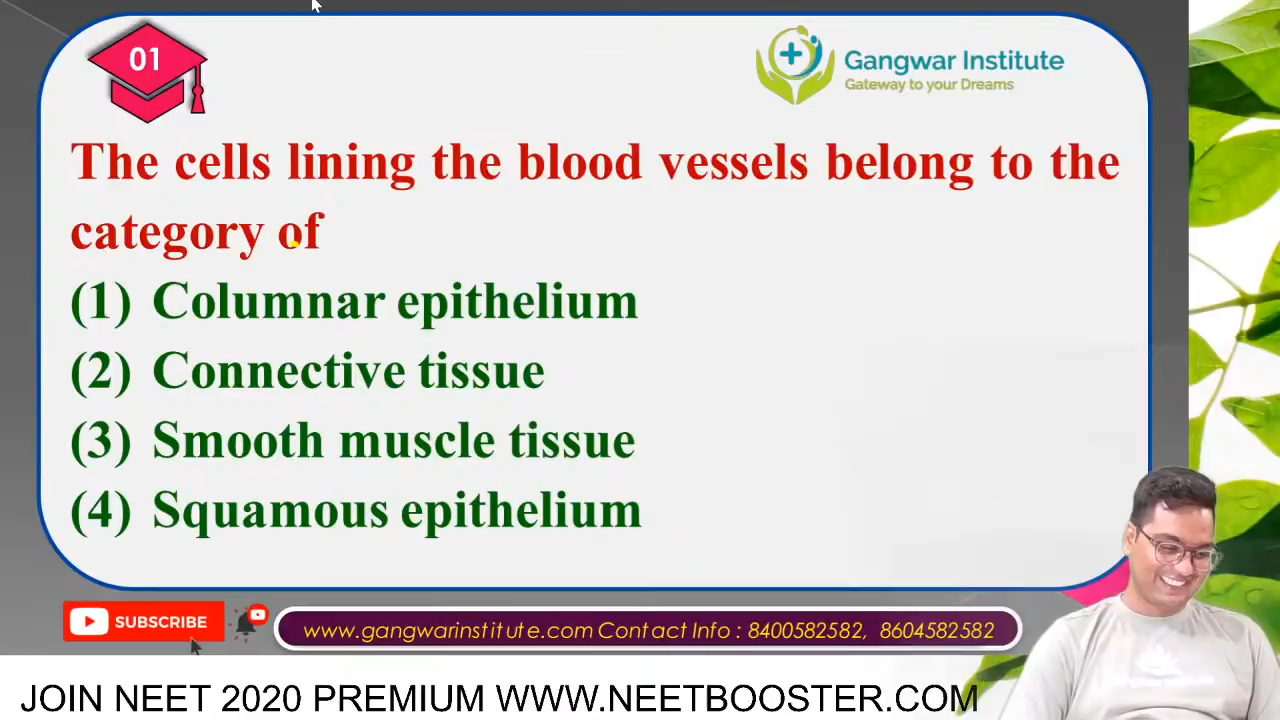 01
Gangwar Institute
Gateway to your Dreams
The cells lining the blood vessels belong to the
category of
(1) Columnar epithelium
(2) Connective tissue
(3) Smooth muscle tissue
(4) Squamous epithelium
SUBSCRIBE
www.gangwarinstitute.com Contact Info : 8400582582, 8604582582
JOIN NEET 2020 PREMIUM WWW.NEETBOOSTER.COM